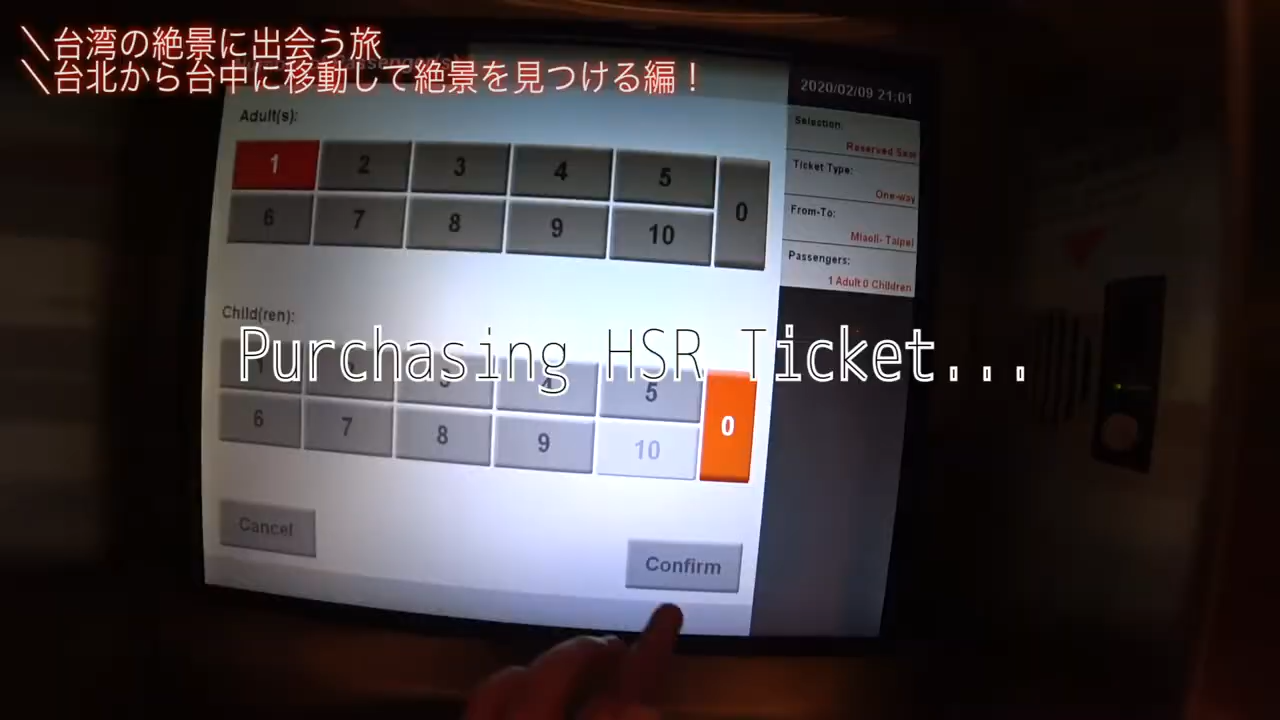 ＼台湾の絶景に出会う旅
＼台北から台中に移動して絶景を見つける編！
2020/02/09 21:01
Adult(s):
1 2 3 4 5 0
6 7 8 9 10
Selection:
Reserved Seat
Ticket Type:
One-way
From-To:
Miaoli- Taipei
Passengers:
1 Adult 0 Children
Child(ren):
Purchasing HSR Ticket...
4 5 0
6 7 8 9 10
Cancel
Confirm